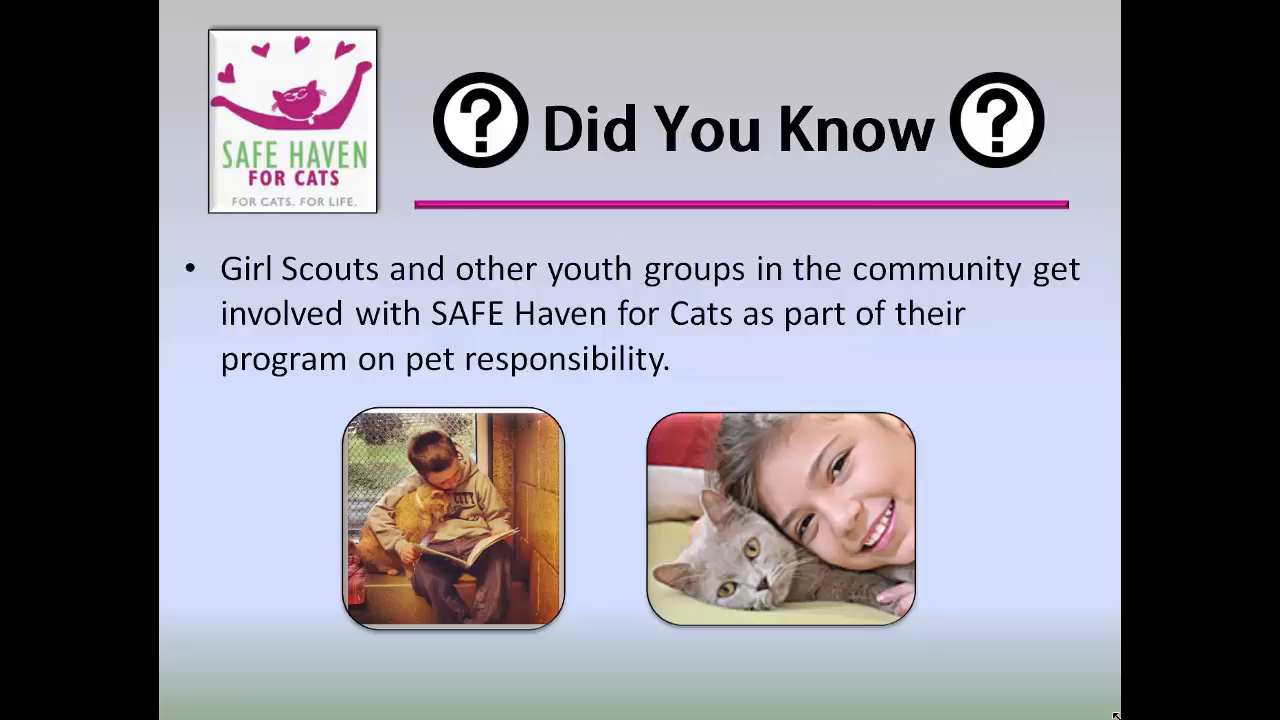 SAFE HAVEN
FOR CATS
FOR CATS. FOR LIFE.
? Did You Know ?
• Girl Scouts and other youth groups in the community get
involved with SAFE Haven for Cats as part of their
program on pet responsibility.
CITY